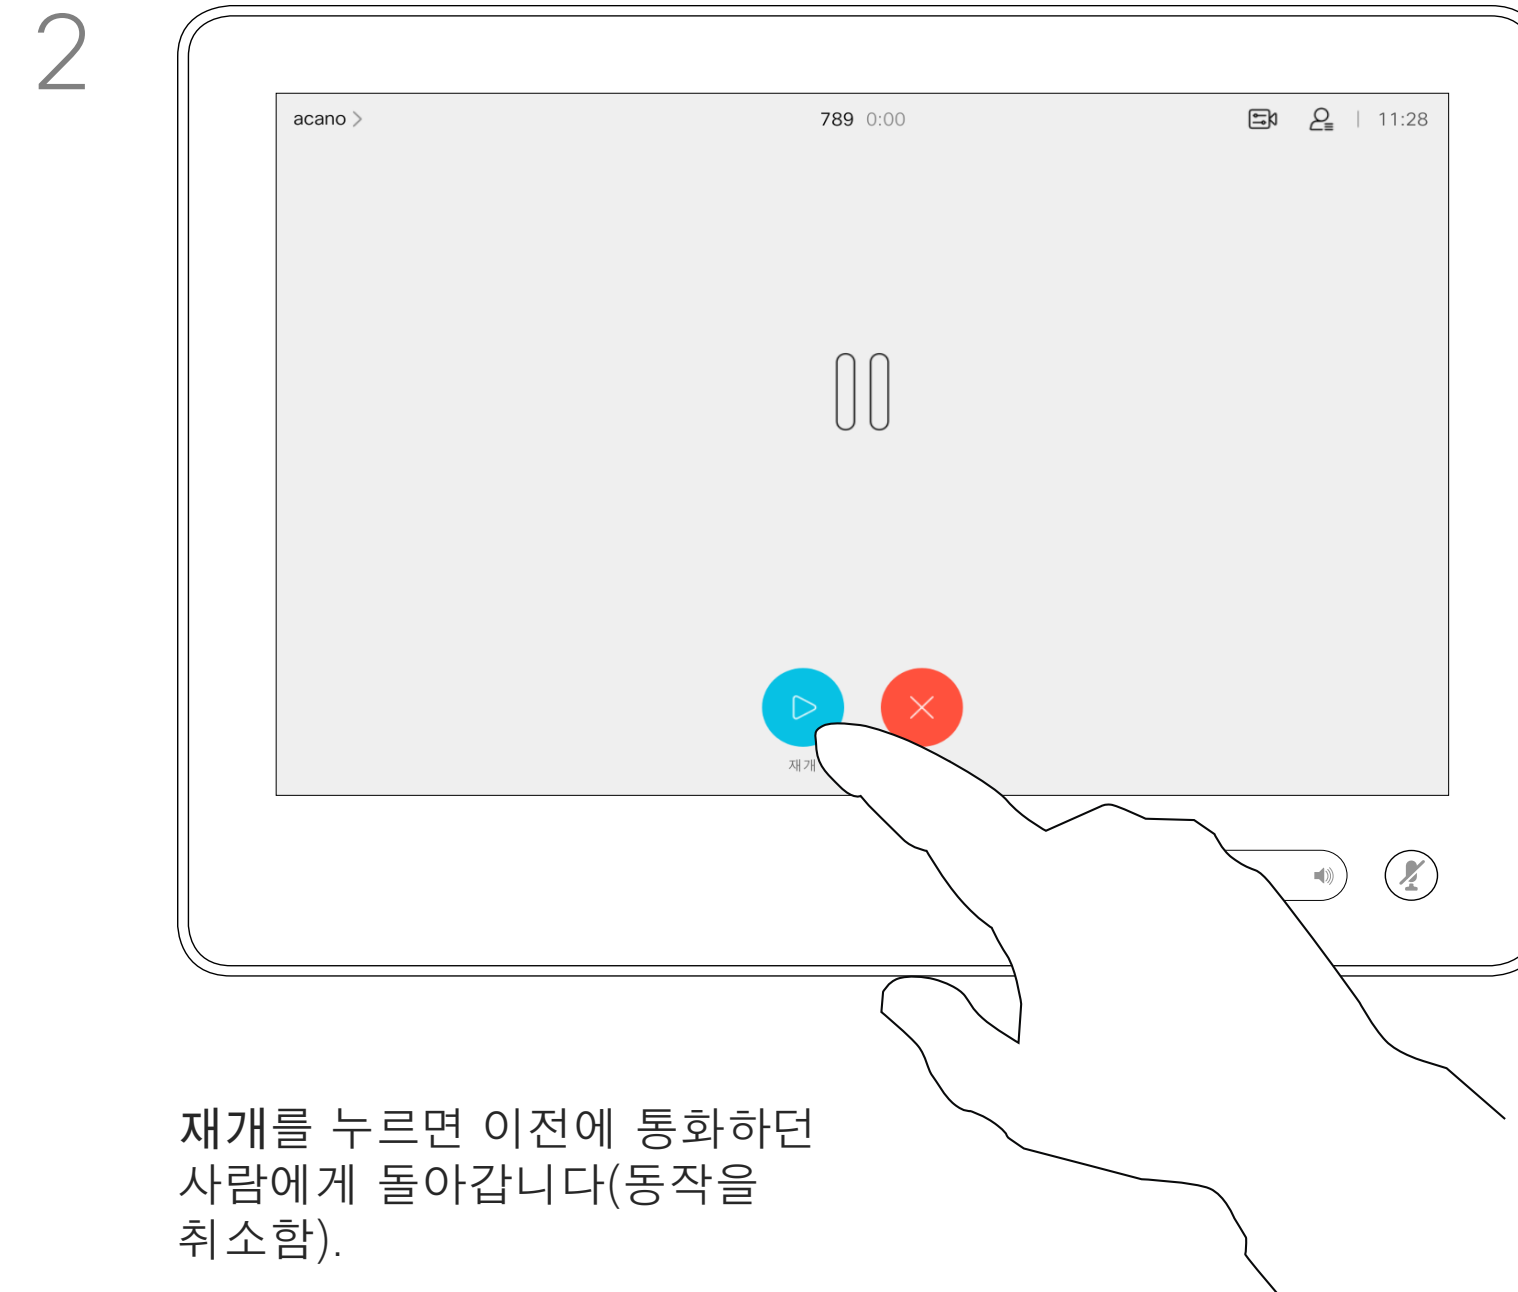 2
acano
789 0:00
11:28
재개
재개를 누르면 이전에 통화하던
사람에게 돌아갑니다(동작을
취소함).